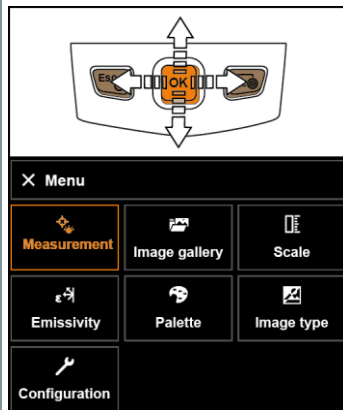 Esc
OK
× Menu
Measurement
Image gallery
Scale
ε
Emissivity
Palette
Image type
Configuration